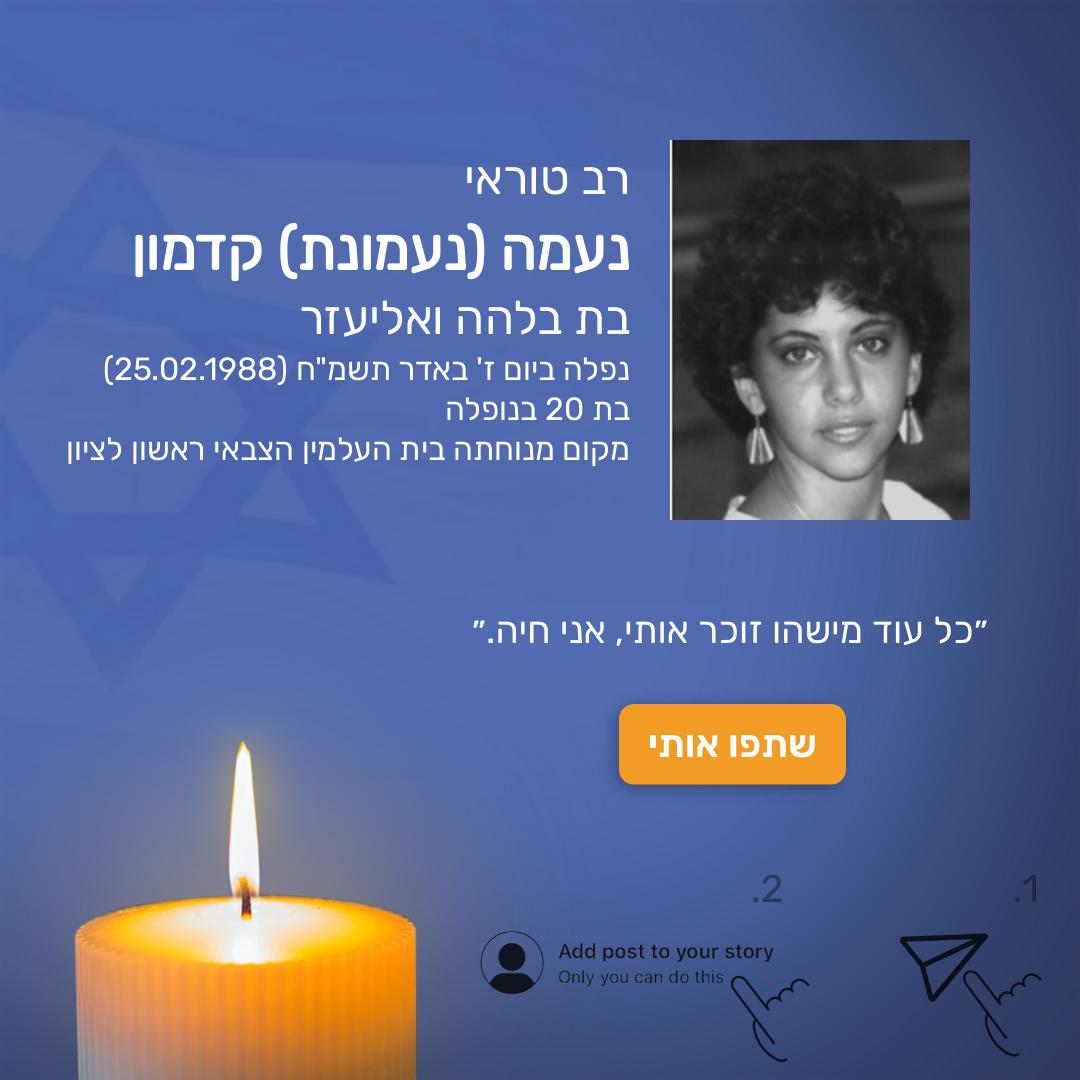 רב טוראי
נעמה (נעמונת) קדמון
בת בלהה ואליעזר
נפלה ביום ז' באדר תשמ"ח (25.02.1988)
בת 20 בנופלה
מקום מנוחתה בית העלמין הצבאי ראשון לציון
"כל עוד מישהו זוכר אותי, אני חיה."
שתפו אותי
1.
2.
Add post to your story
Only you can do this